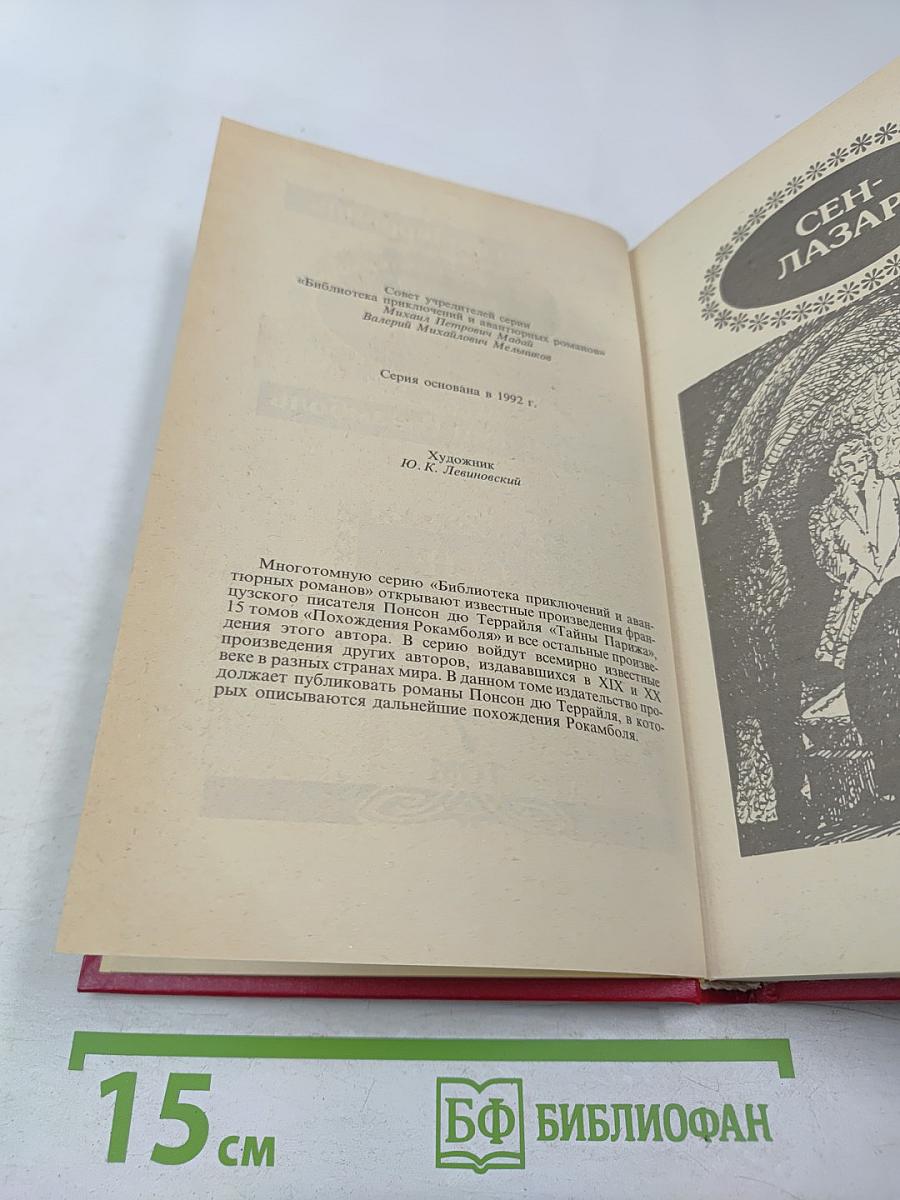 Совет учредителей серии
«Библиотека приключений и авантюрных романов»
Михаил Петрович Мадай
Валерий Михайлович Мельников
Серия основана в 1992 г.
Художник
Ю. К. Левиновский
Многотомную серию «Библиотека приключений и аван-
тюрных романов» открывают известные произведения фран-
цузского писателя Понсон дю Террайля «Тайны Парижа»,
15 томов «Похождения Рокамболя» и все остальные произве-
дения этого автора. В серию войдут всемирно известные
произведения других авторов, издававшихся в XIX и XX
веке в разных странах мира. В данном томе издательство про-
должает публиковать романы Понсон дю Террайля, в кото-
рых описываются дальнейшие похождения Рокамболя.
СЕН-
ЛАЗАР
15 см
БФ БИБЛИОФАН